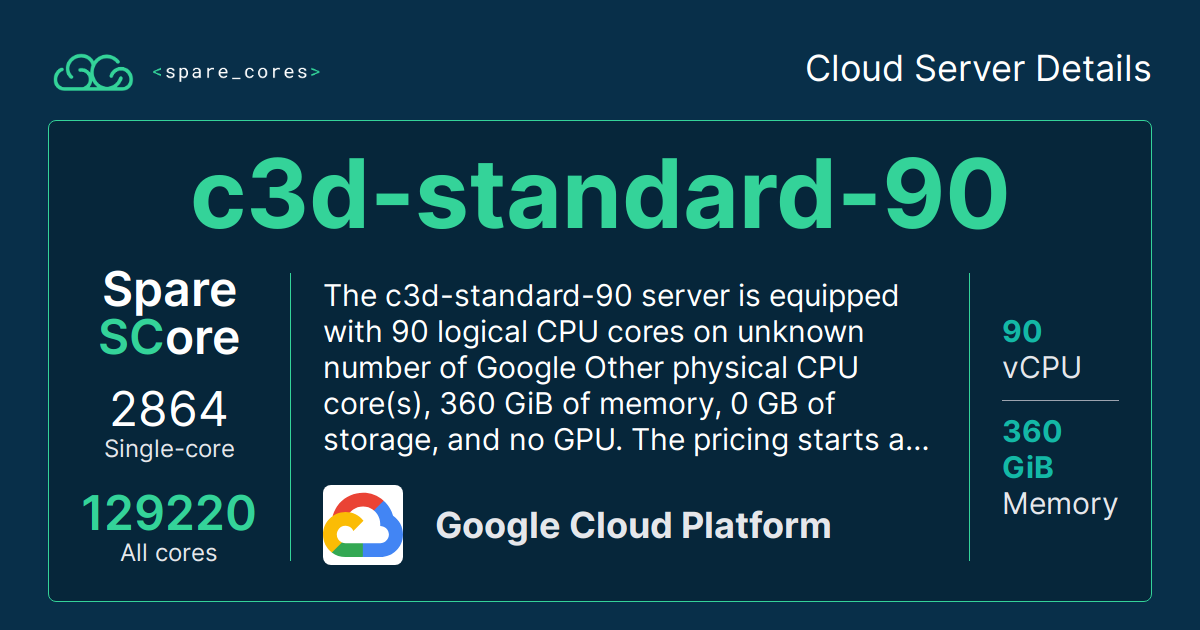 <spare_cores>
Cloud Server Details
c3d-standard-90
Spare
SCore
2864
Single-core
129220
All cores
The c3d-standard-90 server is equipped
with 90 logical CPU cores on unknown
number of Google Other physical CPU
core(s), 360 GiB of memory, 0 GB of
storage, and no GPU. The pricing starts a...
Google Cloud Platform
90
vCPU
360
GiB
Memory